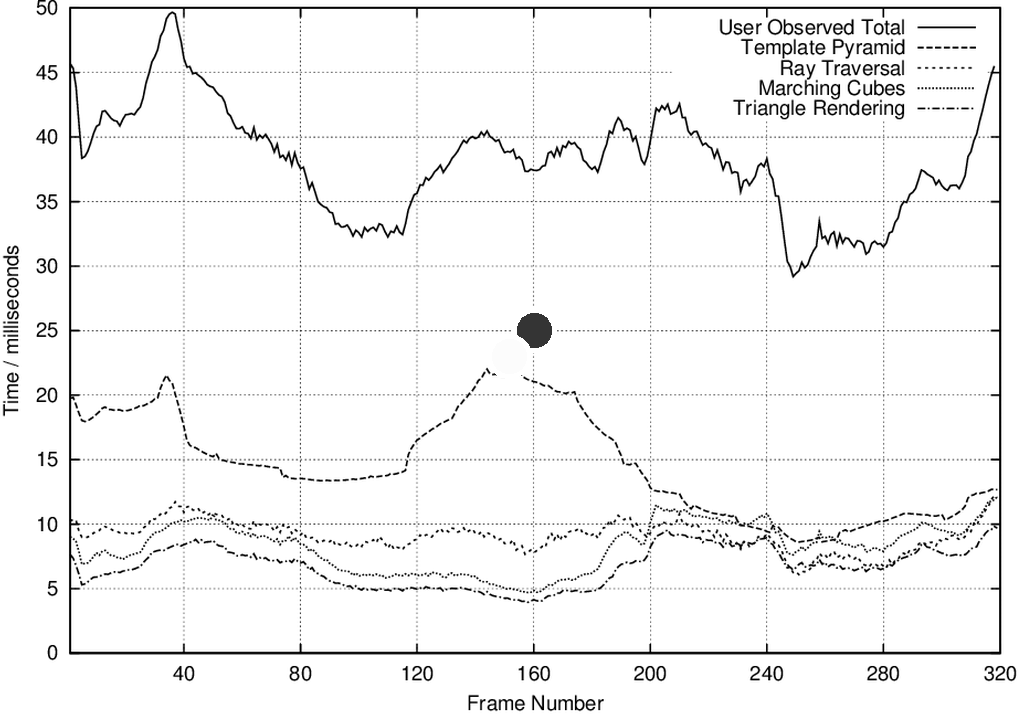 50
45
40
35
30
25
20
15
10
5
0
User Observed Total
Template Pyramid
Ray Traversal
Marching Cubes
Triangle Rendering
Time / milliseconds
40 80 120 160 200 240 280 320
Frame Number